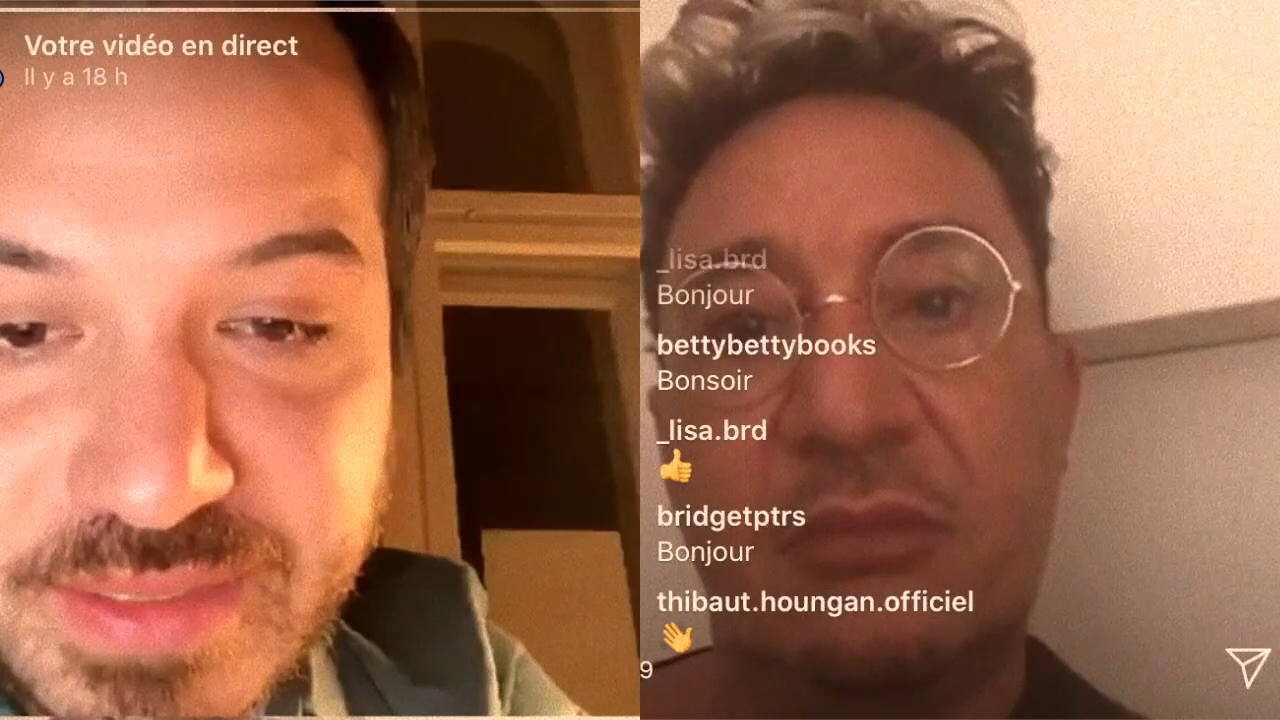 Votre vidéo en direct
Il y a 18 h
_lisa.brd
Bonjour
bettybettybooks
Bonsoir
_lisa.brd
👍
bridgetptrs
Bonjour
thibaut.houngan.officiel
👋
9